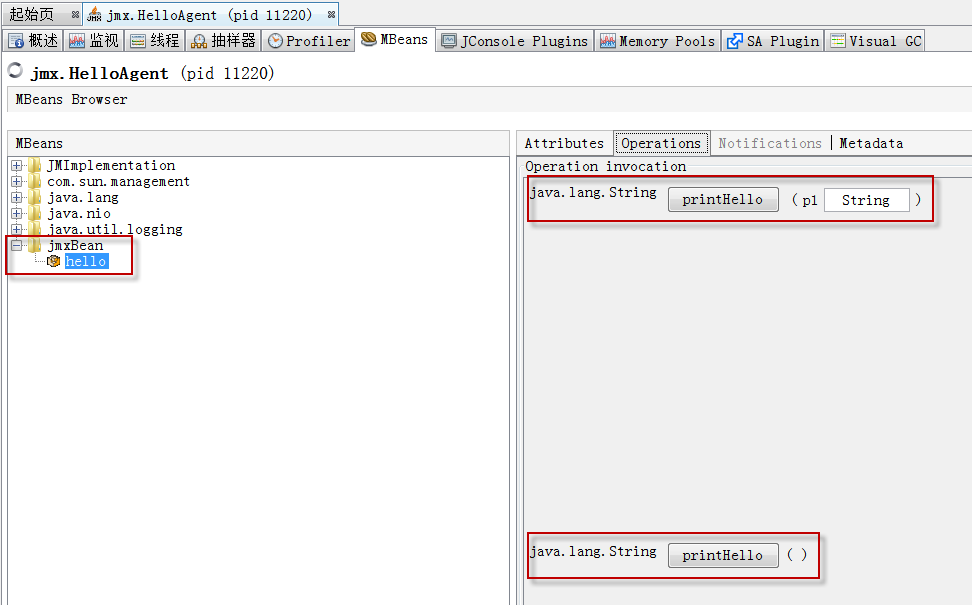 起始页 jmx.HelloAgent (pid 11220)
概述 监视 线程 抽样器 Profiler MBeans JConsole Plugins Memory Pools SA Plugin Visual GC
jmx.HelloAgent (pid 11220)
MBeans Browser
MBeans
JMImplementation
com.sun.management
java.lang
java.nio
java.util.logging
jmxBean
hello
Attributes Operations Notifications Metadata
Operation invocation
java.lang.String printHello ( p1 String )
java.lang.String printHello ( )